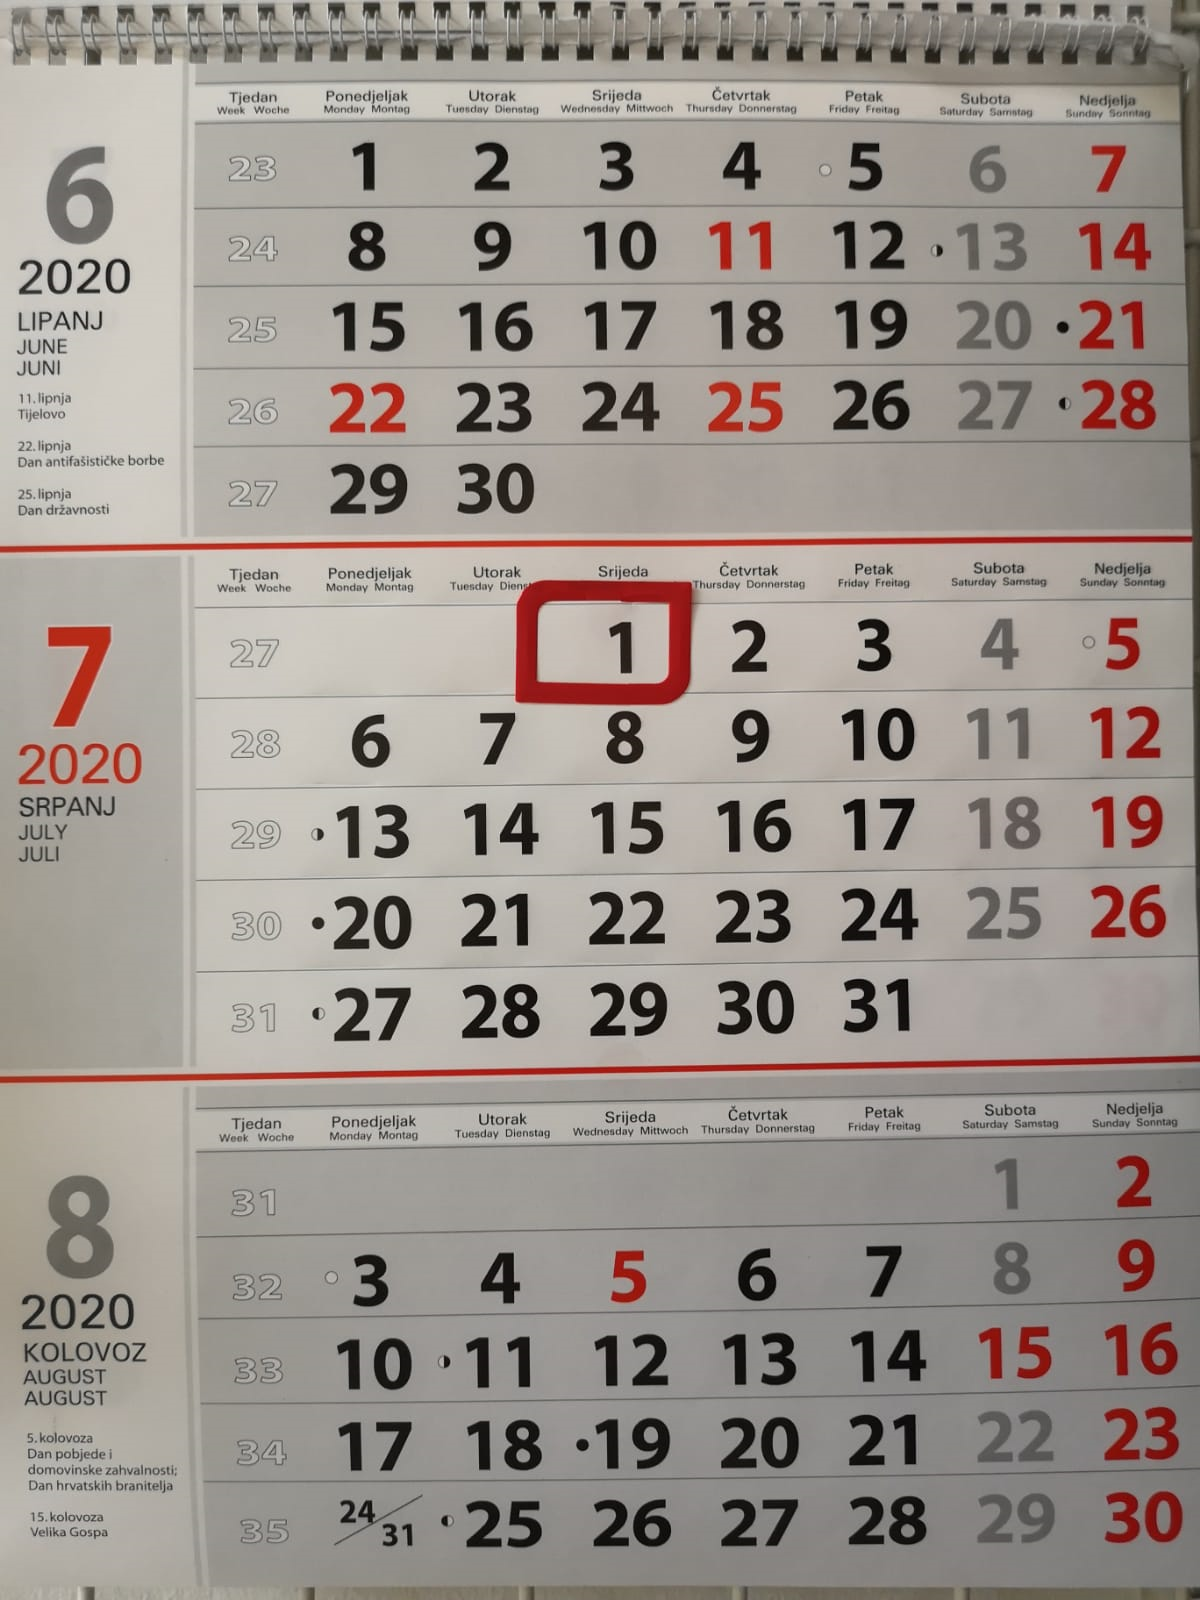 6
2020
LIPANJ
JUNE
JUNI
11. lipnja
Tijelovo
22. lipnja
Dan antifašističke borbe
25. lipnja
Dan državnosti
Tjedan Ponedjeljak Utorak Srijeda Četvrtak Petak Subota Nedjelja
Week Woche Monday Montag Tuesday Dienstag Wednesday Mittwoch Thursday Donnerstag Friday Freitag Saturday Samstag Sunday Sonntag
23 1 2 3 4 5 6 7
24 8 9 10 11 12 13 14
25 15 16 17 18 19 20 21
26 22 23 24 25 26 27 28
27 29 30
7
2020
SRPANJ
JULY
JULI
Tjedan Ponedjeljak Utorak Srijeda Četvrtak Petak Subota Nedjelja
Week Woche Monday Montag Tuesday Thursday Donnerstag Friday Freitag Saturday Samstag Sunday Sonntag
27 1 2 3 4 5
28 6 7 8 9 10 11 12
29 13 14 15 16 17 18 19
30 20 21 22 23 24 25 26
31 27 28 29 30 31
8
2020
KOLOVOZ
AUGUST
AUGUST
5. kolovoza
Dan pobjede i
domovinske zahvalnosti;
Dan hrvatskih branitelja
15. kolovoza
Velika Gospa
Tjedan Ponedjeljak Utorak Srijeda Četvrtak Petak Subota Nedjelja
Week Woche Monday Montag Tuesday Dienstag Wednesday Mittwoch Thursday Donnerstag Friday Freitag Saturday Samstag Sunday Sonntag
31 1 2
32 3 4 5 6 7 8 9
33 10 11 12 13 14 15 16
34 17 18 19 20 21 22 23
35 24/31 25 26 27 28 29 30